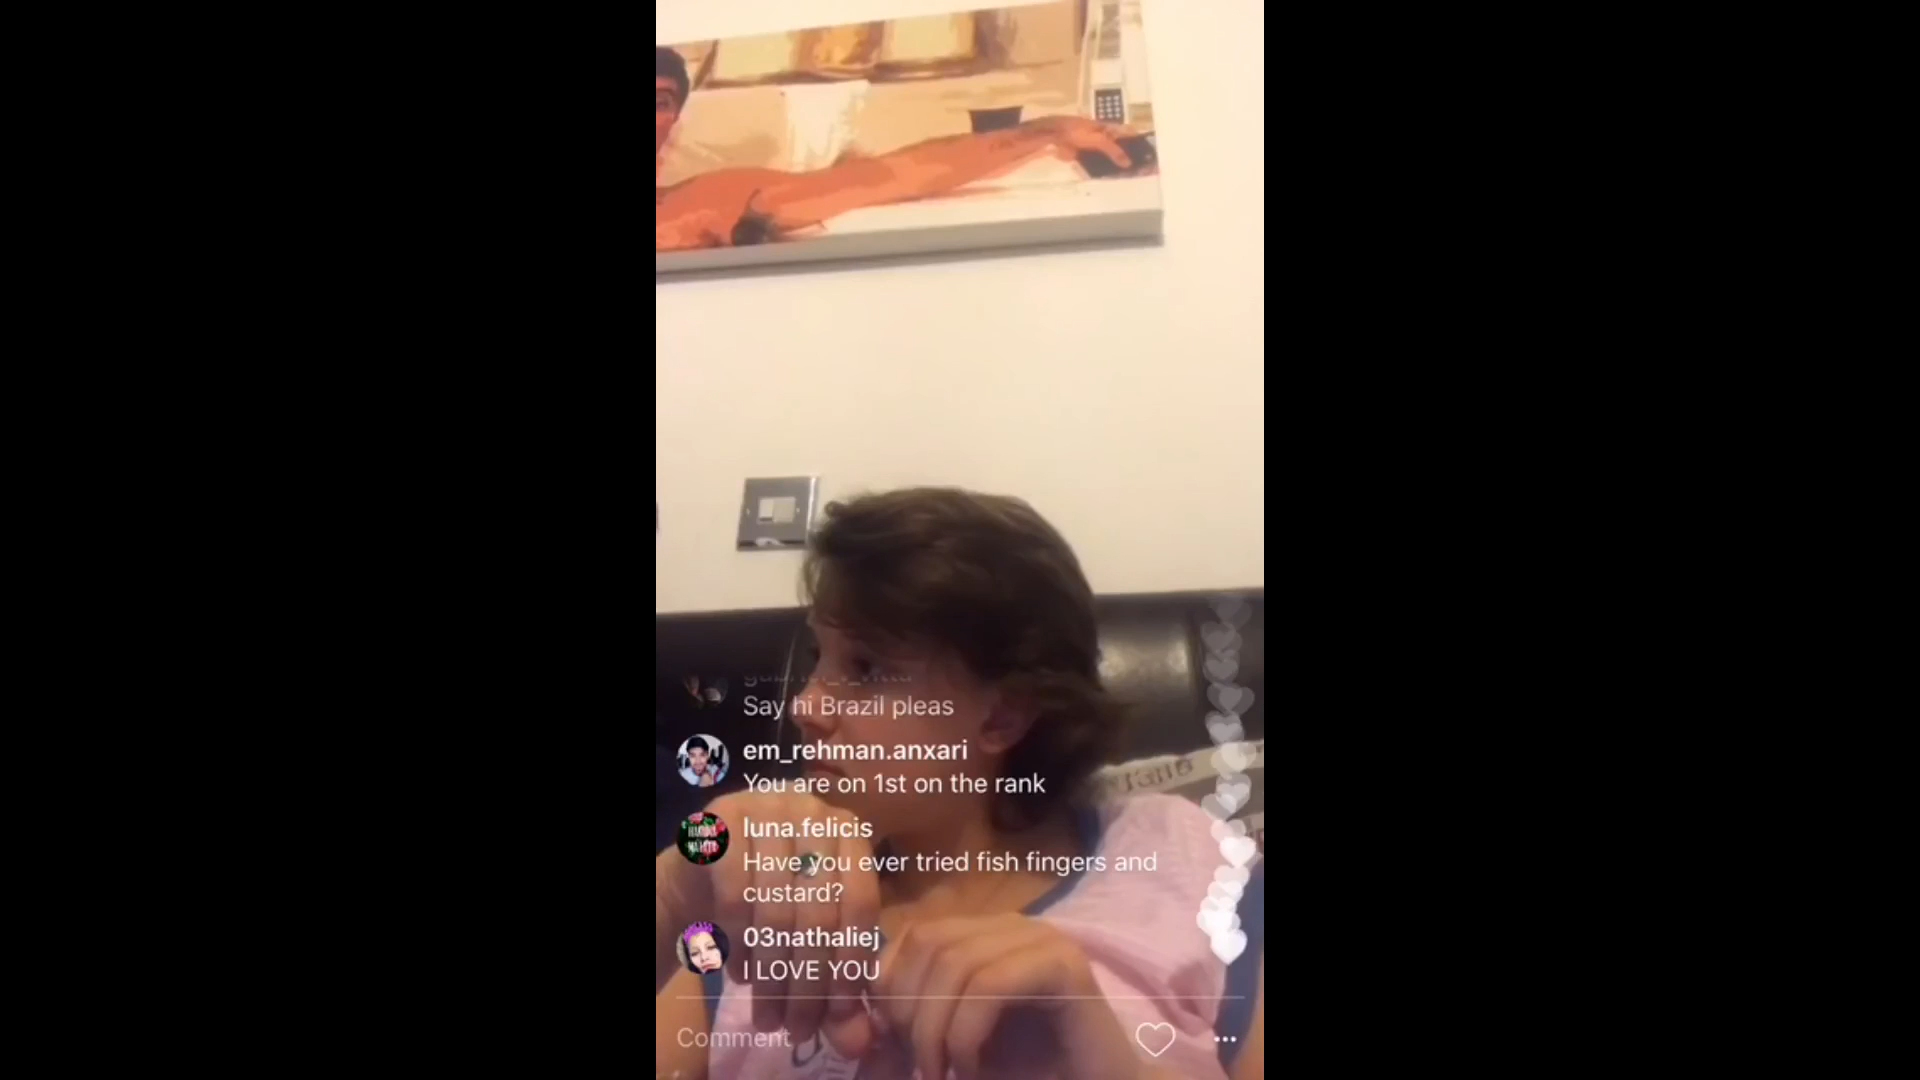 Say hi Brazil pleas
em_rehman.anxari
You are on 1st on the rank
luna.felicis
Have you ever tried fish fingers and
custard?
03nathaliej
I LOVE YOU
Comment